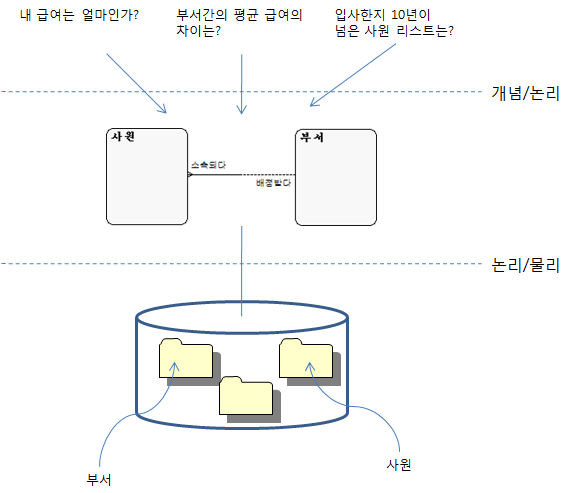 내 급여는 얼마인가?
부서간의 평균 급여의
차이는?
입사한지 10년이
넘은 사원 리스트는?
개념/논리
사원
부서
소속되다
배정받다
논리/물리
부서
사원